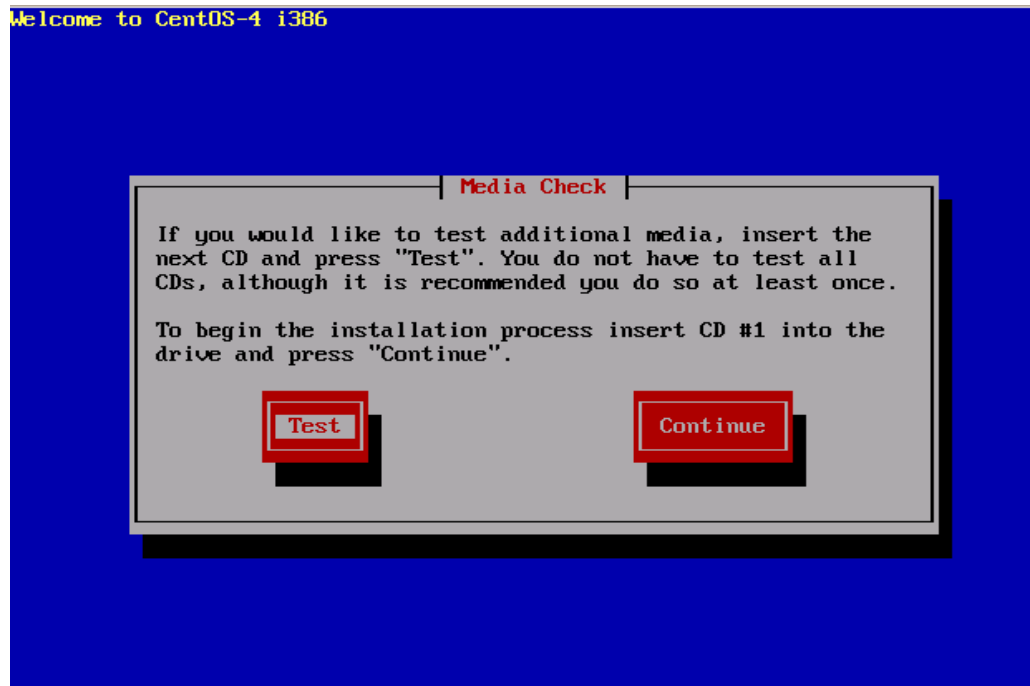 Welcome to CentOS-4 i386
Media Check
If you would like to test additional media, insert the
next CD and press "Test". You do not have to test all
CDs, although it is recommended you do so at least once.
To begin the installation process insert CD #1 into the
drive and press "Continue".
Test Continue